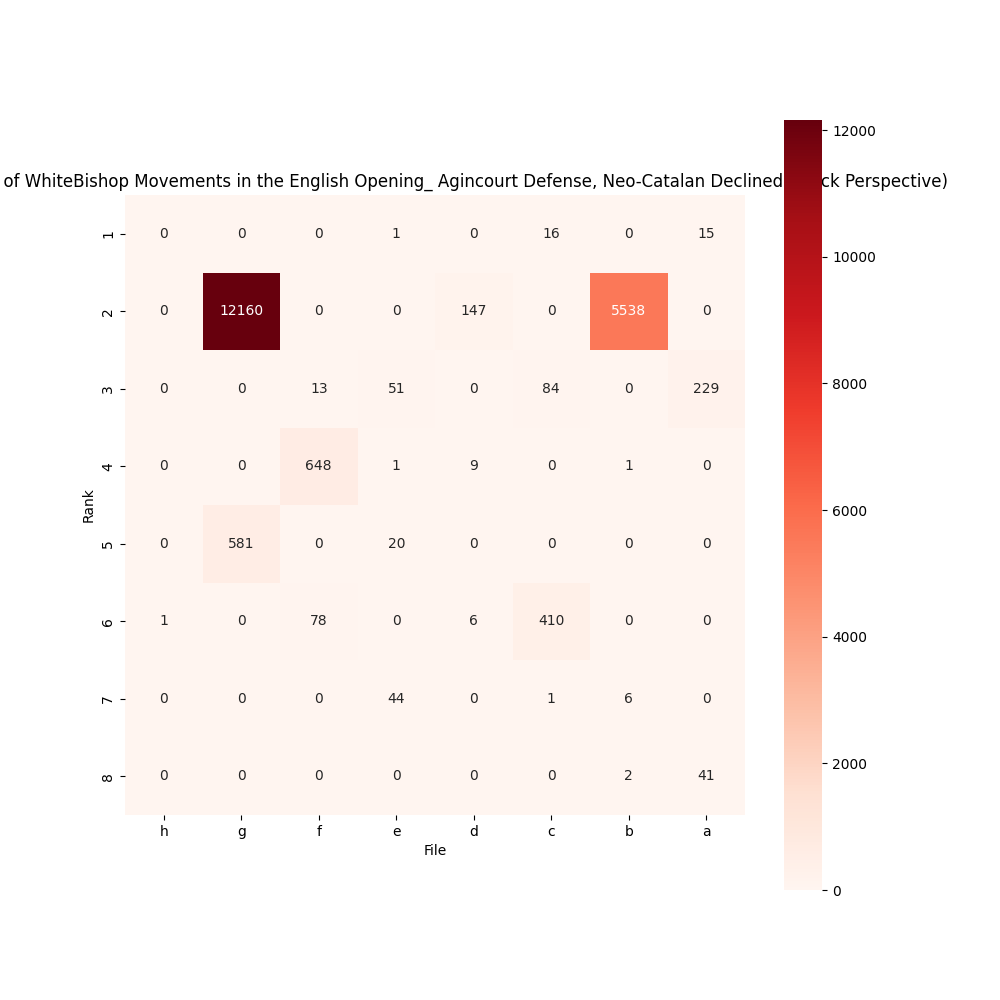 of WhiteBishop Movements in the English Opening_ Agincourt Defense, Neo-Catalan Declined Perspective)
12000
10000
8000
6000
4000
2000
0
1 0 0 0 1 0 16 0 15
2 0 12160 0 0 147 0 5538 0
3 0 0 13 51 0 84 0 229
4 0 0 648 1 9 0 1 0
5 0 581 0 20 0 0 0 0
6 1 0 78 0 6 410 0 0
7 0 0 0 44 0 1 6 0
8 0 0 0 0 0 0 2 41
Rank
h g f e d c b a
File